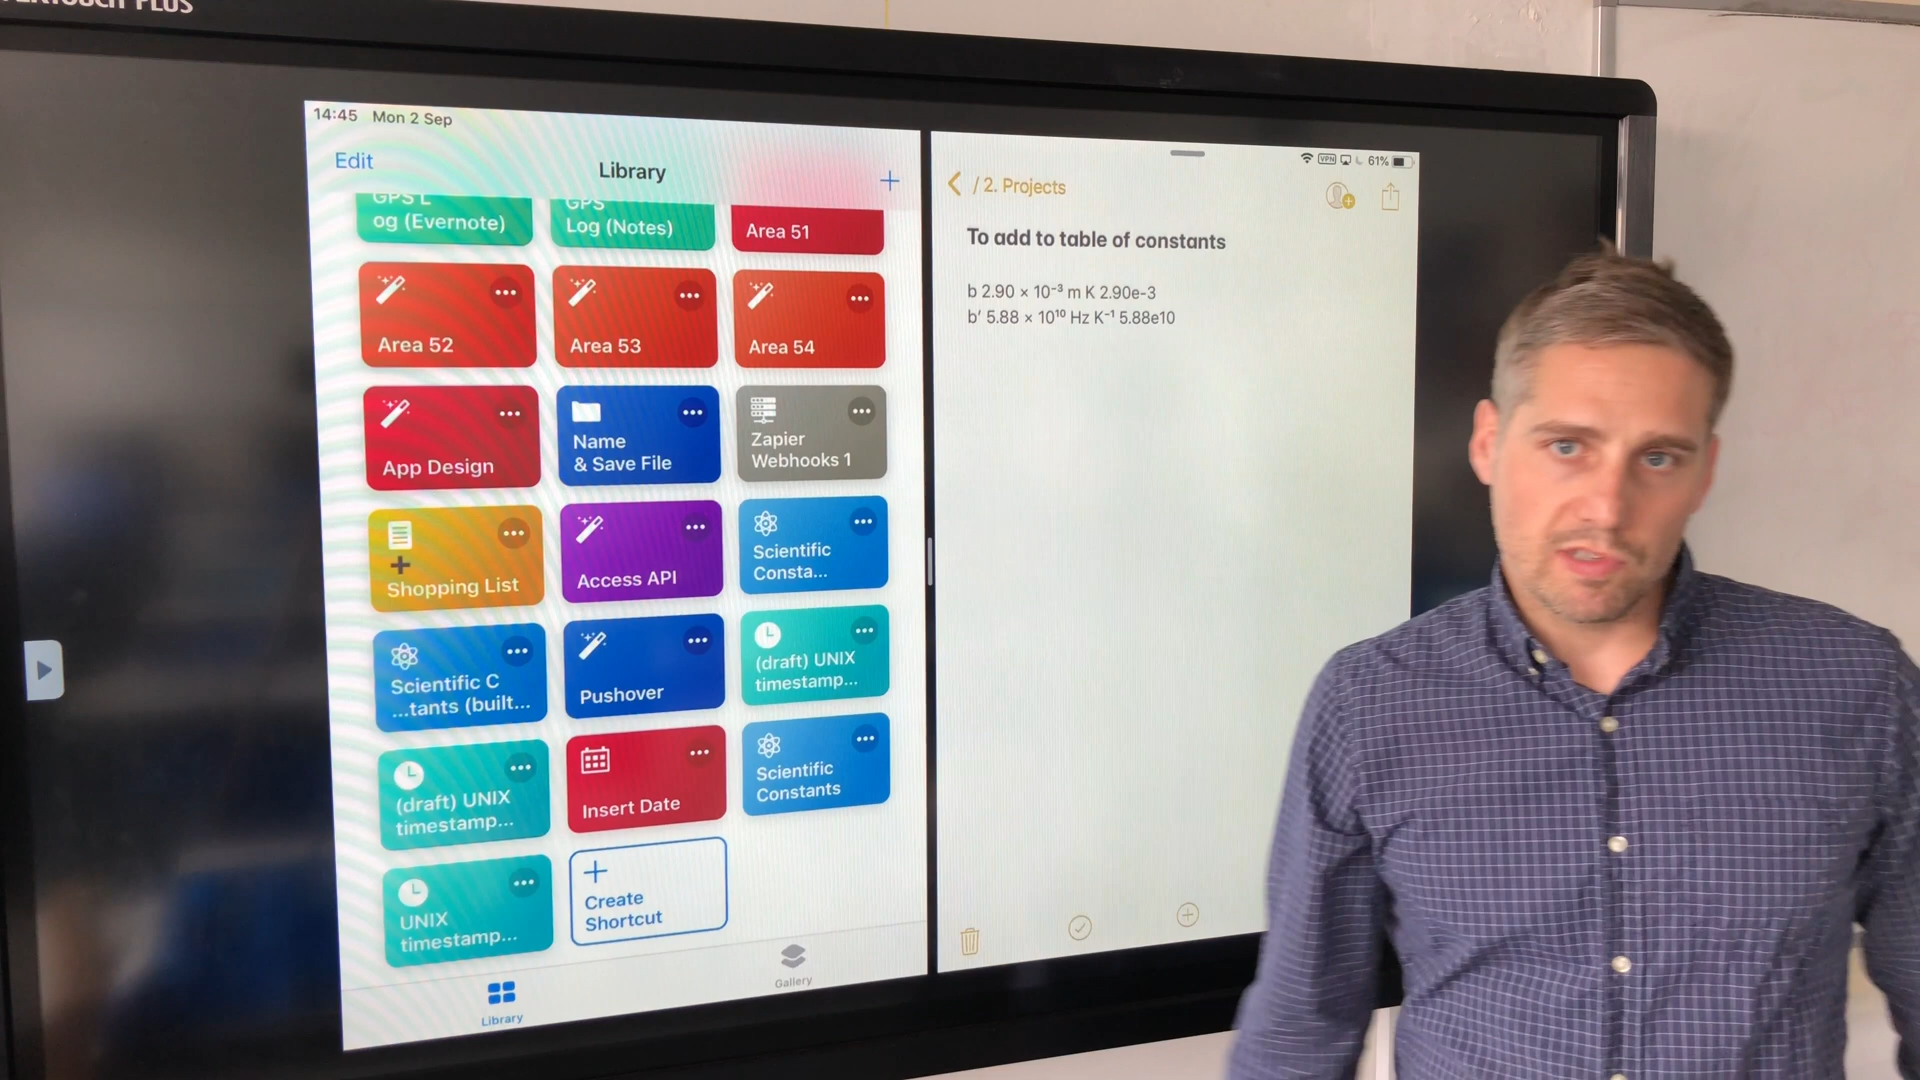 PLUS
14:45 Mon 2 Sep
Edit
Library
+
GPS L
og (Evernote)
GPS
Log (Notes)
Area 51
Area 52
Area 53
Area 54
App Design
Name
& Save File
Zapier
Webhooks 1
Shopping List
Access API
Scientific
Consta...
Scientific C
...tants (built...
Pushover
(draft) UNIX
timestamp...
(draft) UNIX
timestamp...
Insert Date
Scientific
Constants
UNIX
timestamp...
Create
Shortcut
Library
Gallery
VPN 61%
/ 2. Projects
To add to table of constants
b 2.90 × 10⁻³ m K 2.90e-3
b′ 5.88 × 10¹⁰ Hz K⁻¹ 5.88e10